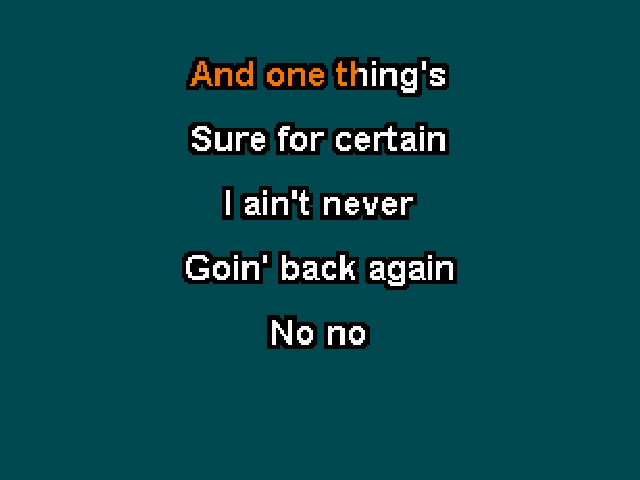 And one thing's
Sure for certain
I ain't never
Goin' back again
No no